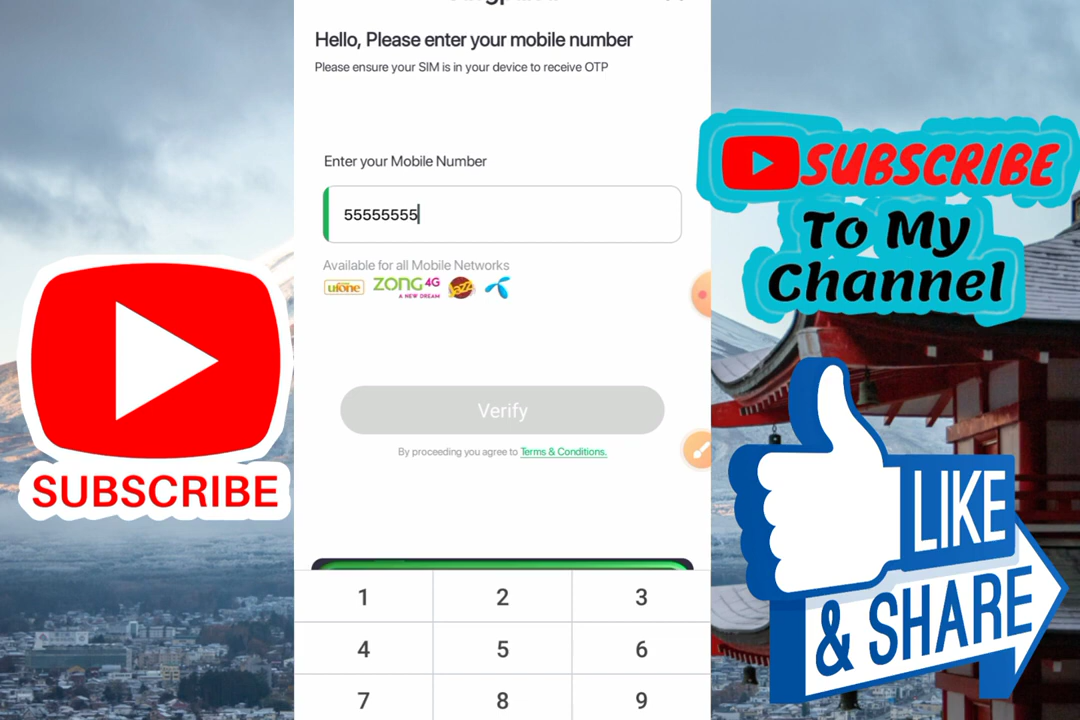 Hello, Please enter your mobile number
Please ensure your SIM is in your device to receive OTP
Enter your Mobile Number
55555555
Available for all Mobile Networks
ufone
ZONG 4G
A NEW DREAM
Jazz
Verify
By proceeding you agree to Terms & Conditions.
1 2 3
4 5 6
7 8 9
SUBSCRIBE
SUBSCRIBE
To My
Channel
LIKE
& SHARE